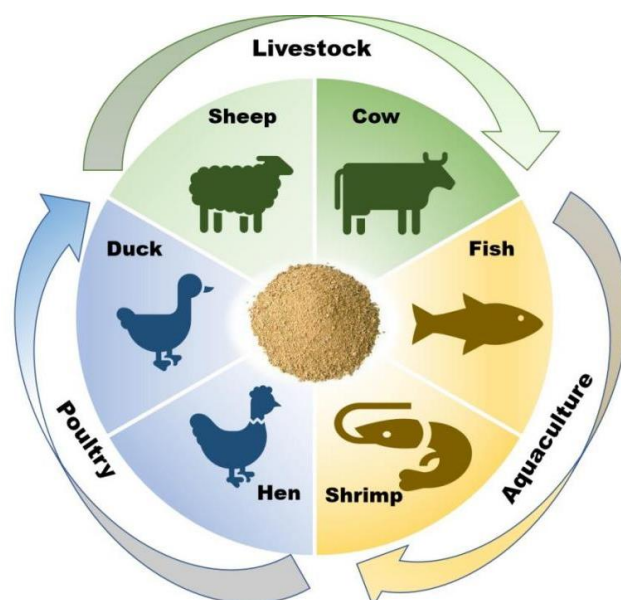 Livestock
Sheep
Cow
Duck
Fish
Poultry
Hen
Shrimp
Aquaculture